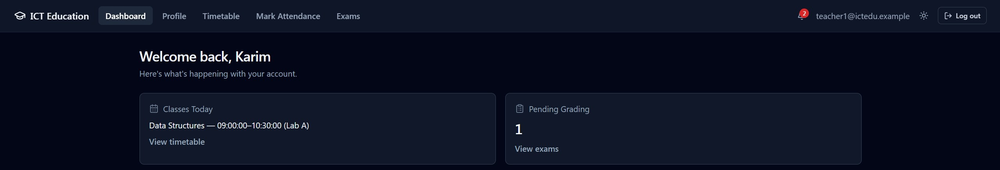 ICT Education Dashboard Profile Timetable Mark Attendance Exams 2 teacher1@ictedu.example Log out
Welcome back, Karim
Here's what's happening with your account.
Classes Today
Data Structures — 09:00:00–10:30:00 (Lab A)
View timetable
Pending Grading
1
View exams